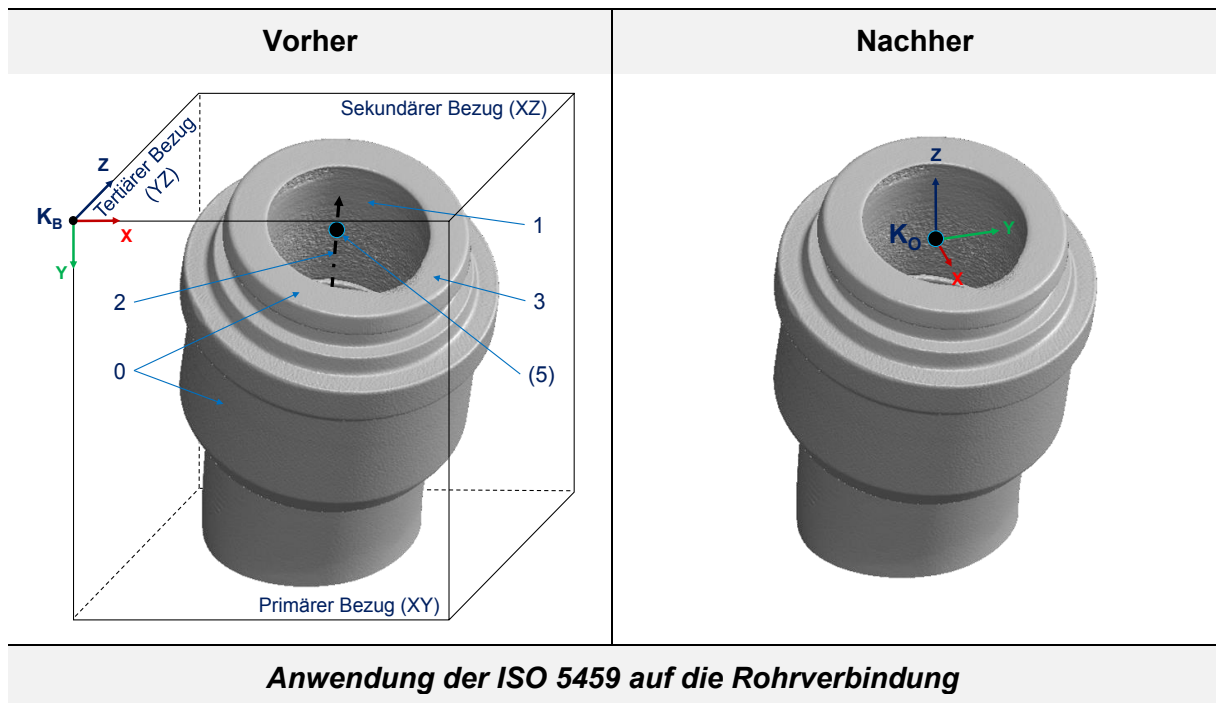 Vorher
Nachher
Sekundärer Bezug (XZ)
Tertiärer Bezug
(YZ)
Z
K_B
X
Y
1
2
3
0
(5)
Primärer Bezug (XY)
Z
K_O
Y
X
Anwendung der ISO 5459 auf die Rohrverbindung